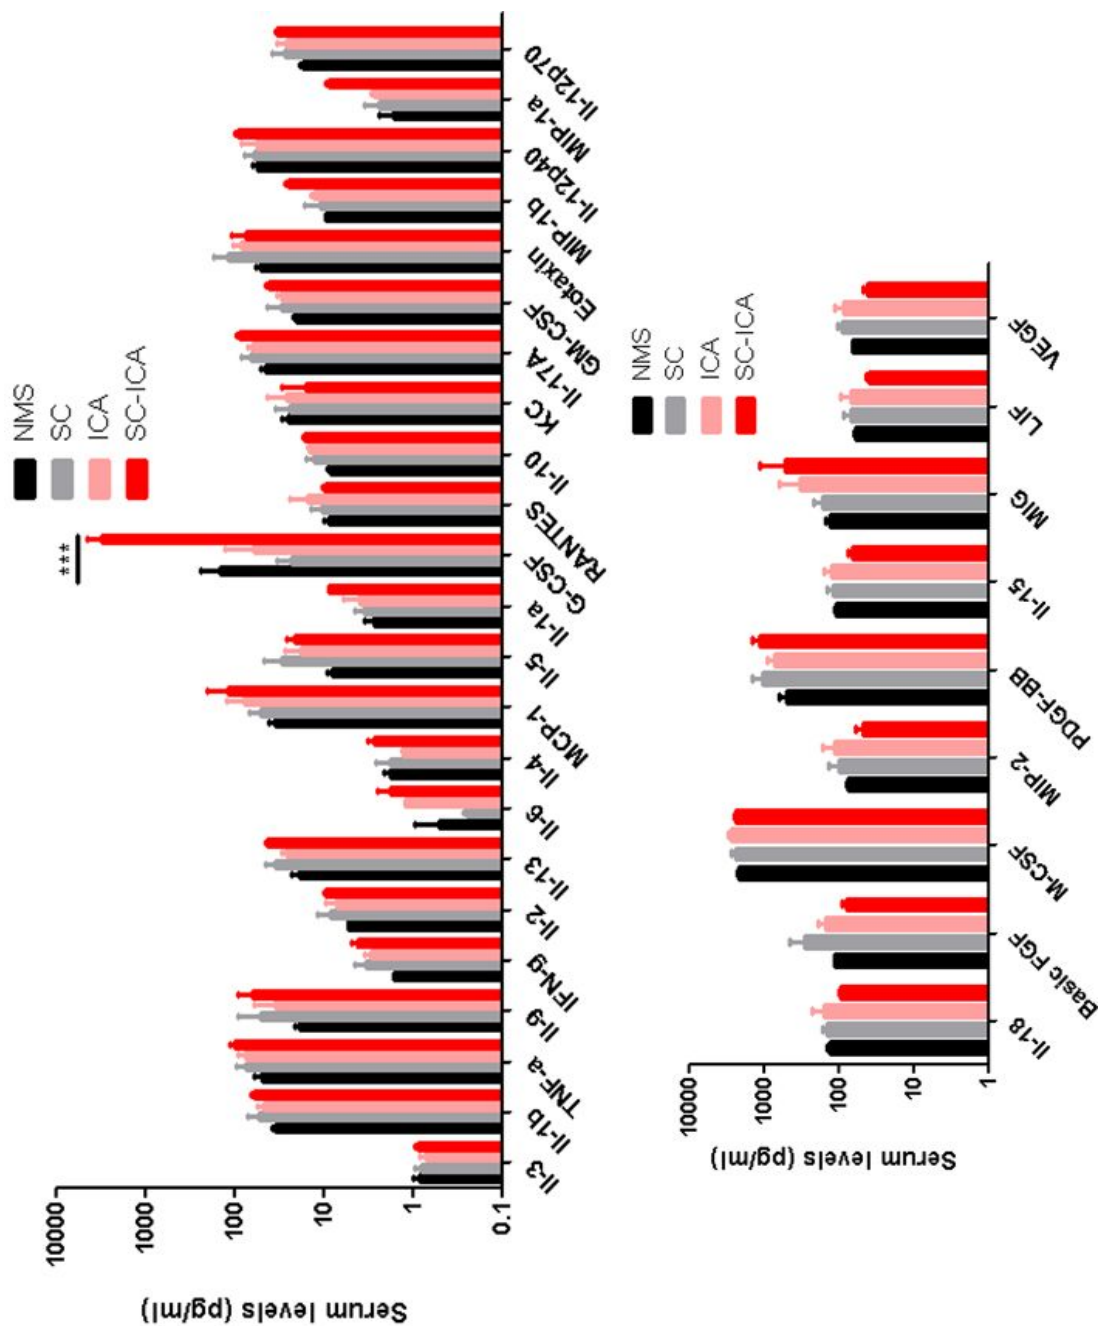 NMS
SC
ICA
SC-ICA
***
Serum levels (pg/ml)
10000
1000
100
10
1
0.1
Il-3
Il-1b
TNF-a
Il-9
IFN-g
Il-2
Il-13
Il-6
Il-4
MCP-1
Il-5
Il-1a
G-CSF
RANTES
Il-10
KC
Il-17A
GM-CSF
Eotaxin
MIP-1b
Il-12p40
MIP-1a
Il-12p70
NMS
SC
ICA
SC-ICA
Serum levels (pg/ml)
10000
1000
100
10
1
Il-18
Basic FGF
M-CSF
MIP-2
PDGF-BB
Il-15
MIG
LIF
VEGF